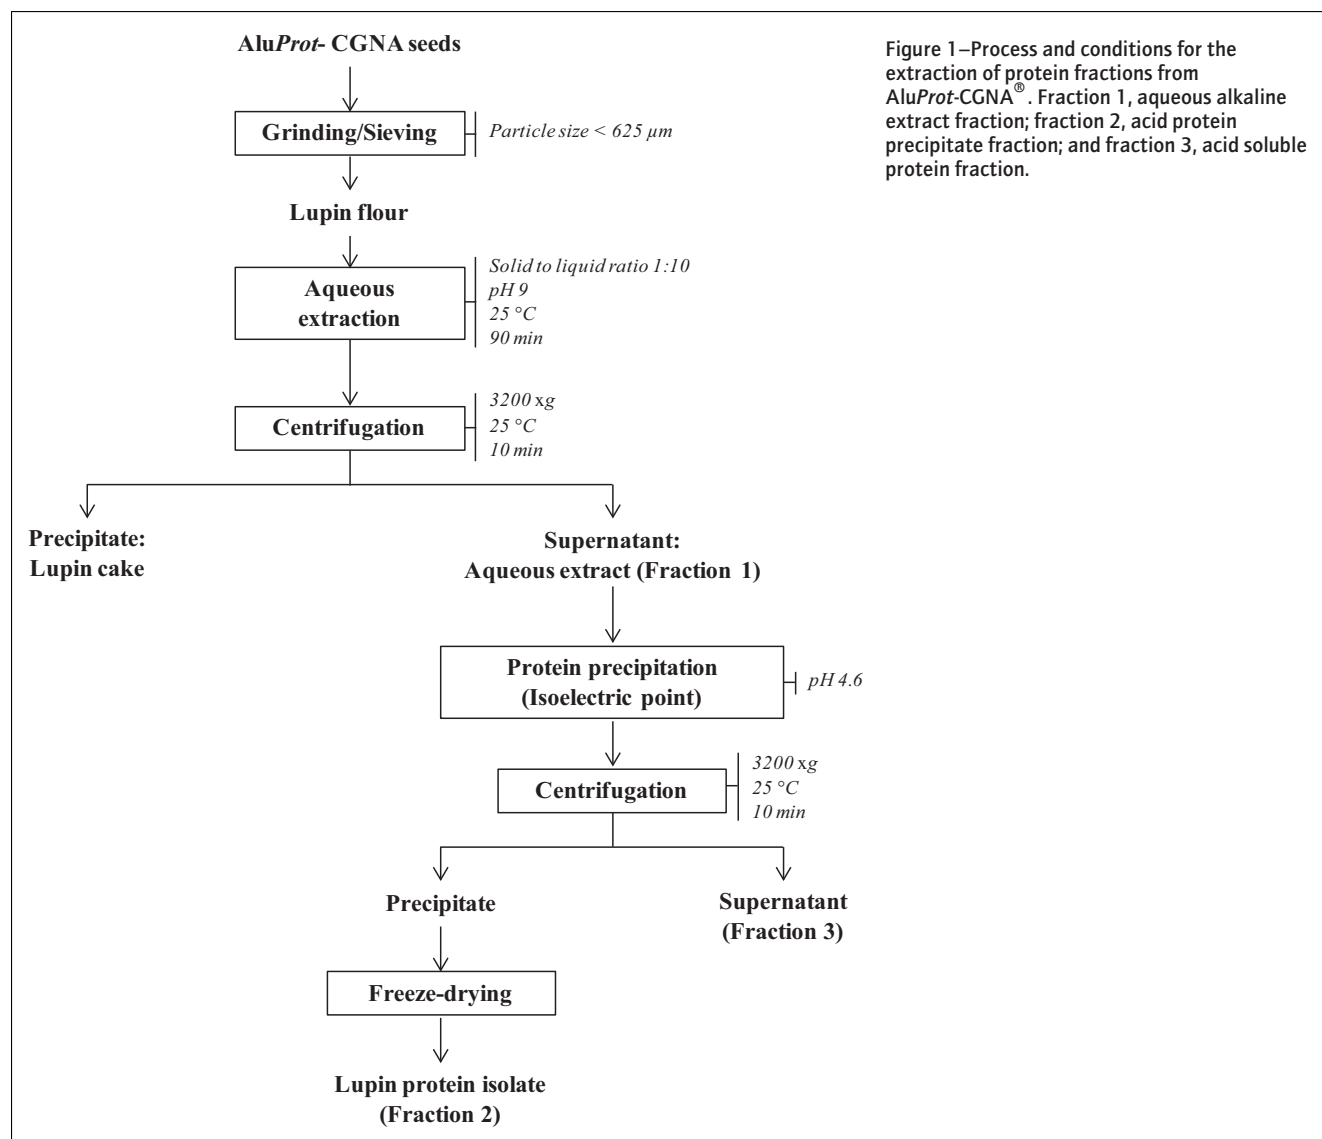 AluProt- CGNA seeds
Grinding/Sieving
Particle size < 625 µm
Lupin flour
Aqueous
extraction
Solid to liquid ratio 1:10
pH 9
25 °C
90 min
Centrifugation
3200 xg
25 °C
10 min
Precipitate:
Lupin cake
Supernatant:
Aqueous extract (Fraction 1)
Protein precipitation
(Isoelectric point)
pH 4.6
Centrifugation
3200 xg
25 °C
10 min
Precipitate
Supernatant
(Fraction 3)
Freeze-drying
Lupin protein isolate
(Fraction 2)
Figure 1–Process and conditions for the
extraction of protein fractions from
AluProt-CGNA®. Fraction 1, aqueous alkaline
extract fraction; fraction 2, acid protein
precipitate fraction; and fraction 3, acid soluble
protein fraction.